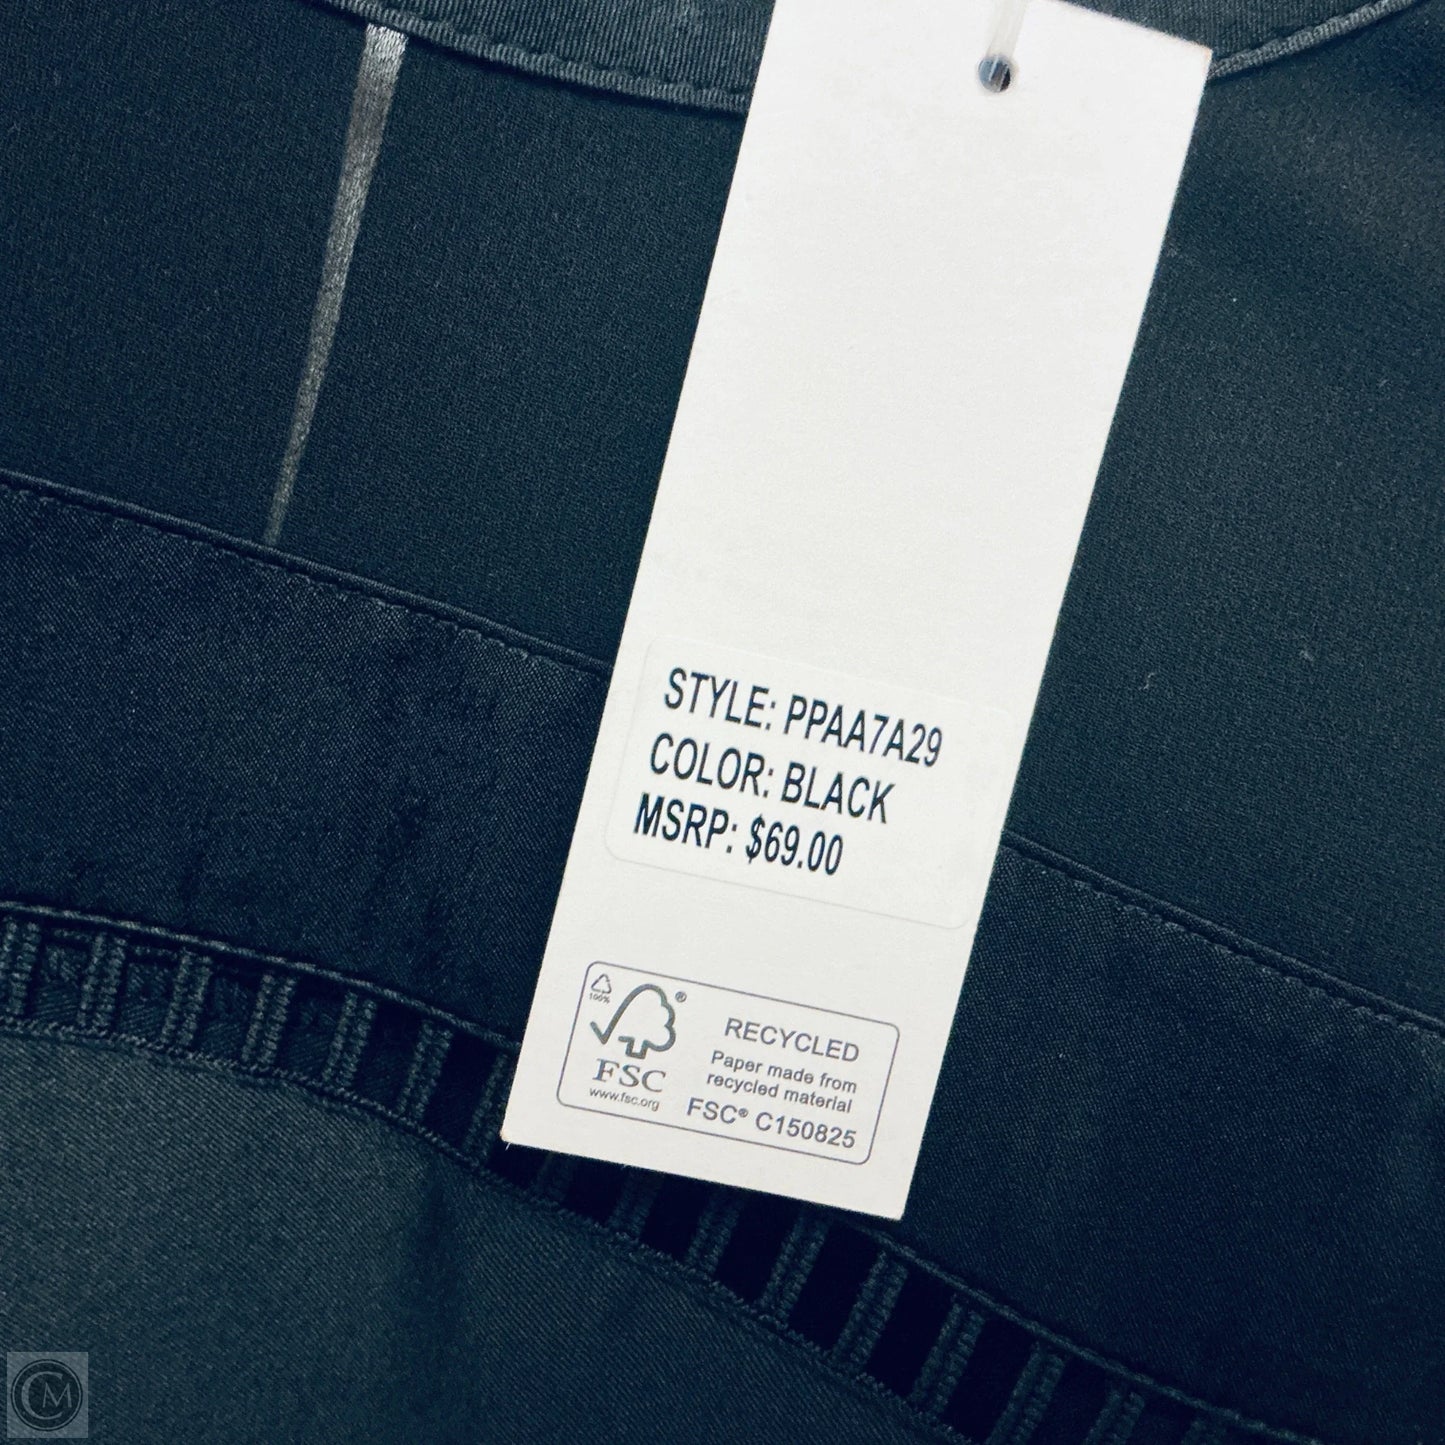 STYLE: PPAA7A29
COLOR: BLACK
MSRP: $69.00
100%
®
FSC
www.fsc.org
RECYCLED
Paper made from
recycled material
FSC® C150825
CM